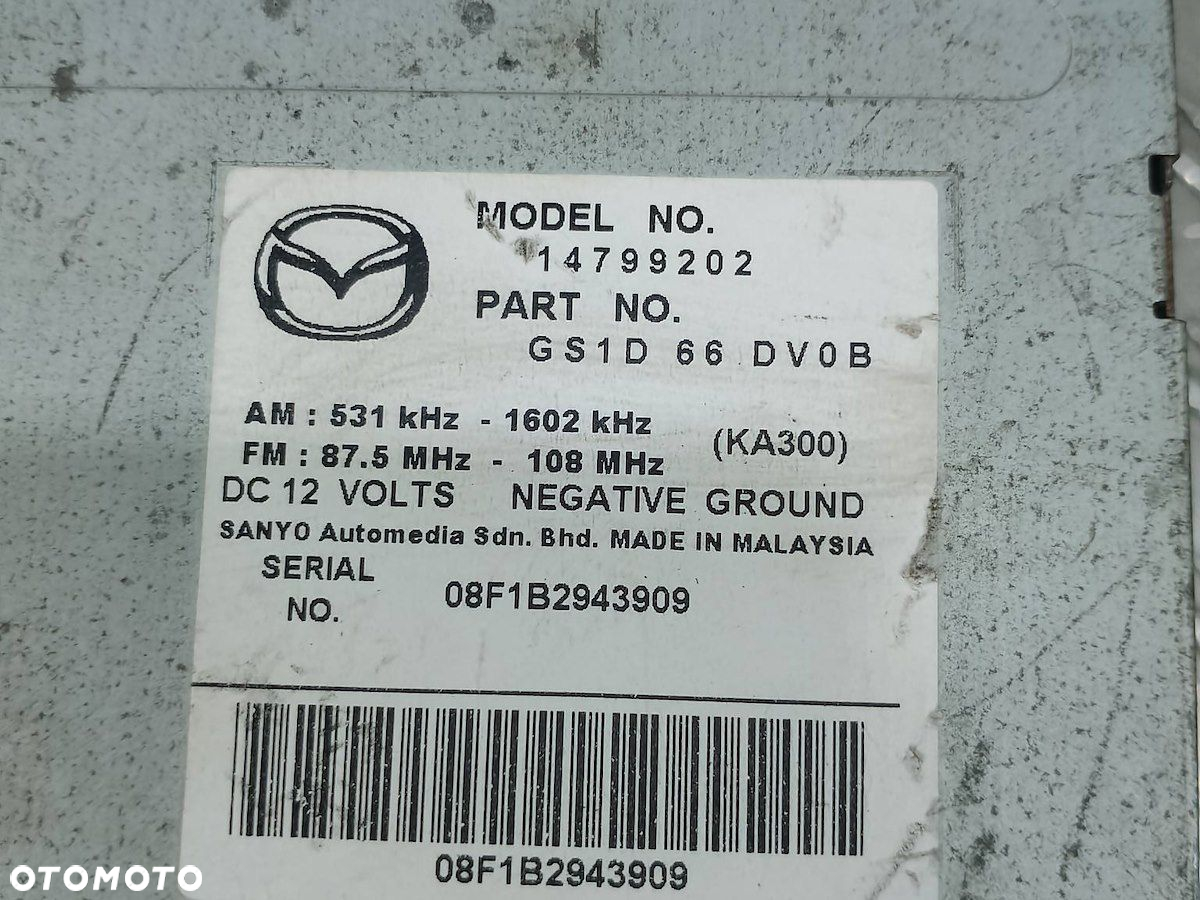 MODEL NO.
14799202
PART NO.
GS1D 66 DV0B
AM : 531 kHz - 1602 kHz
FM : 87.5 MHz - 108 MHz
(KA300)
DC 12 VOLTS NEGATIVE GROUND
SANYO Automedia Sdn. Bhd. MADE IN MALAYSIA
SERIAL
NO.
08F1B2943909
08F1B2943909
OTOMOTO